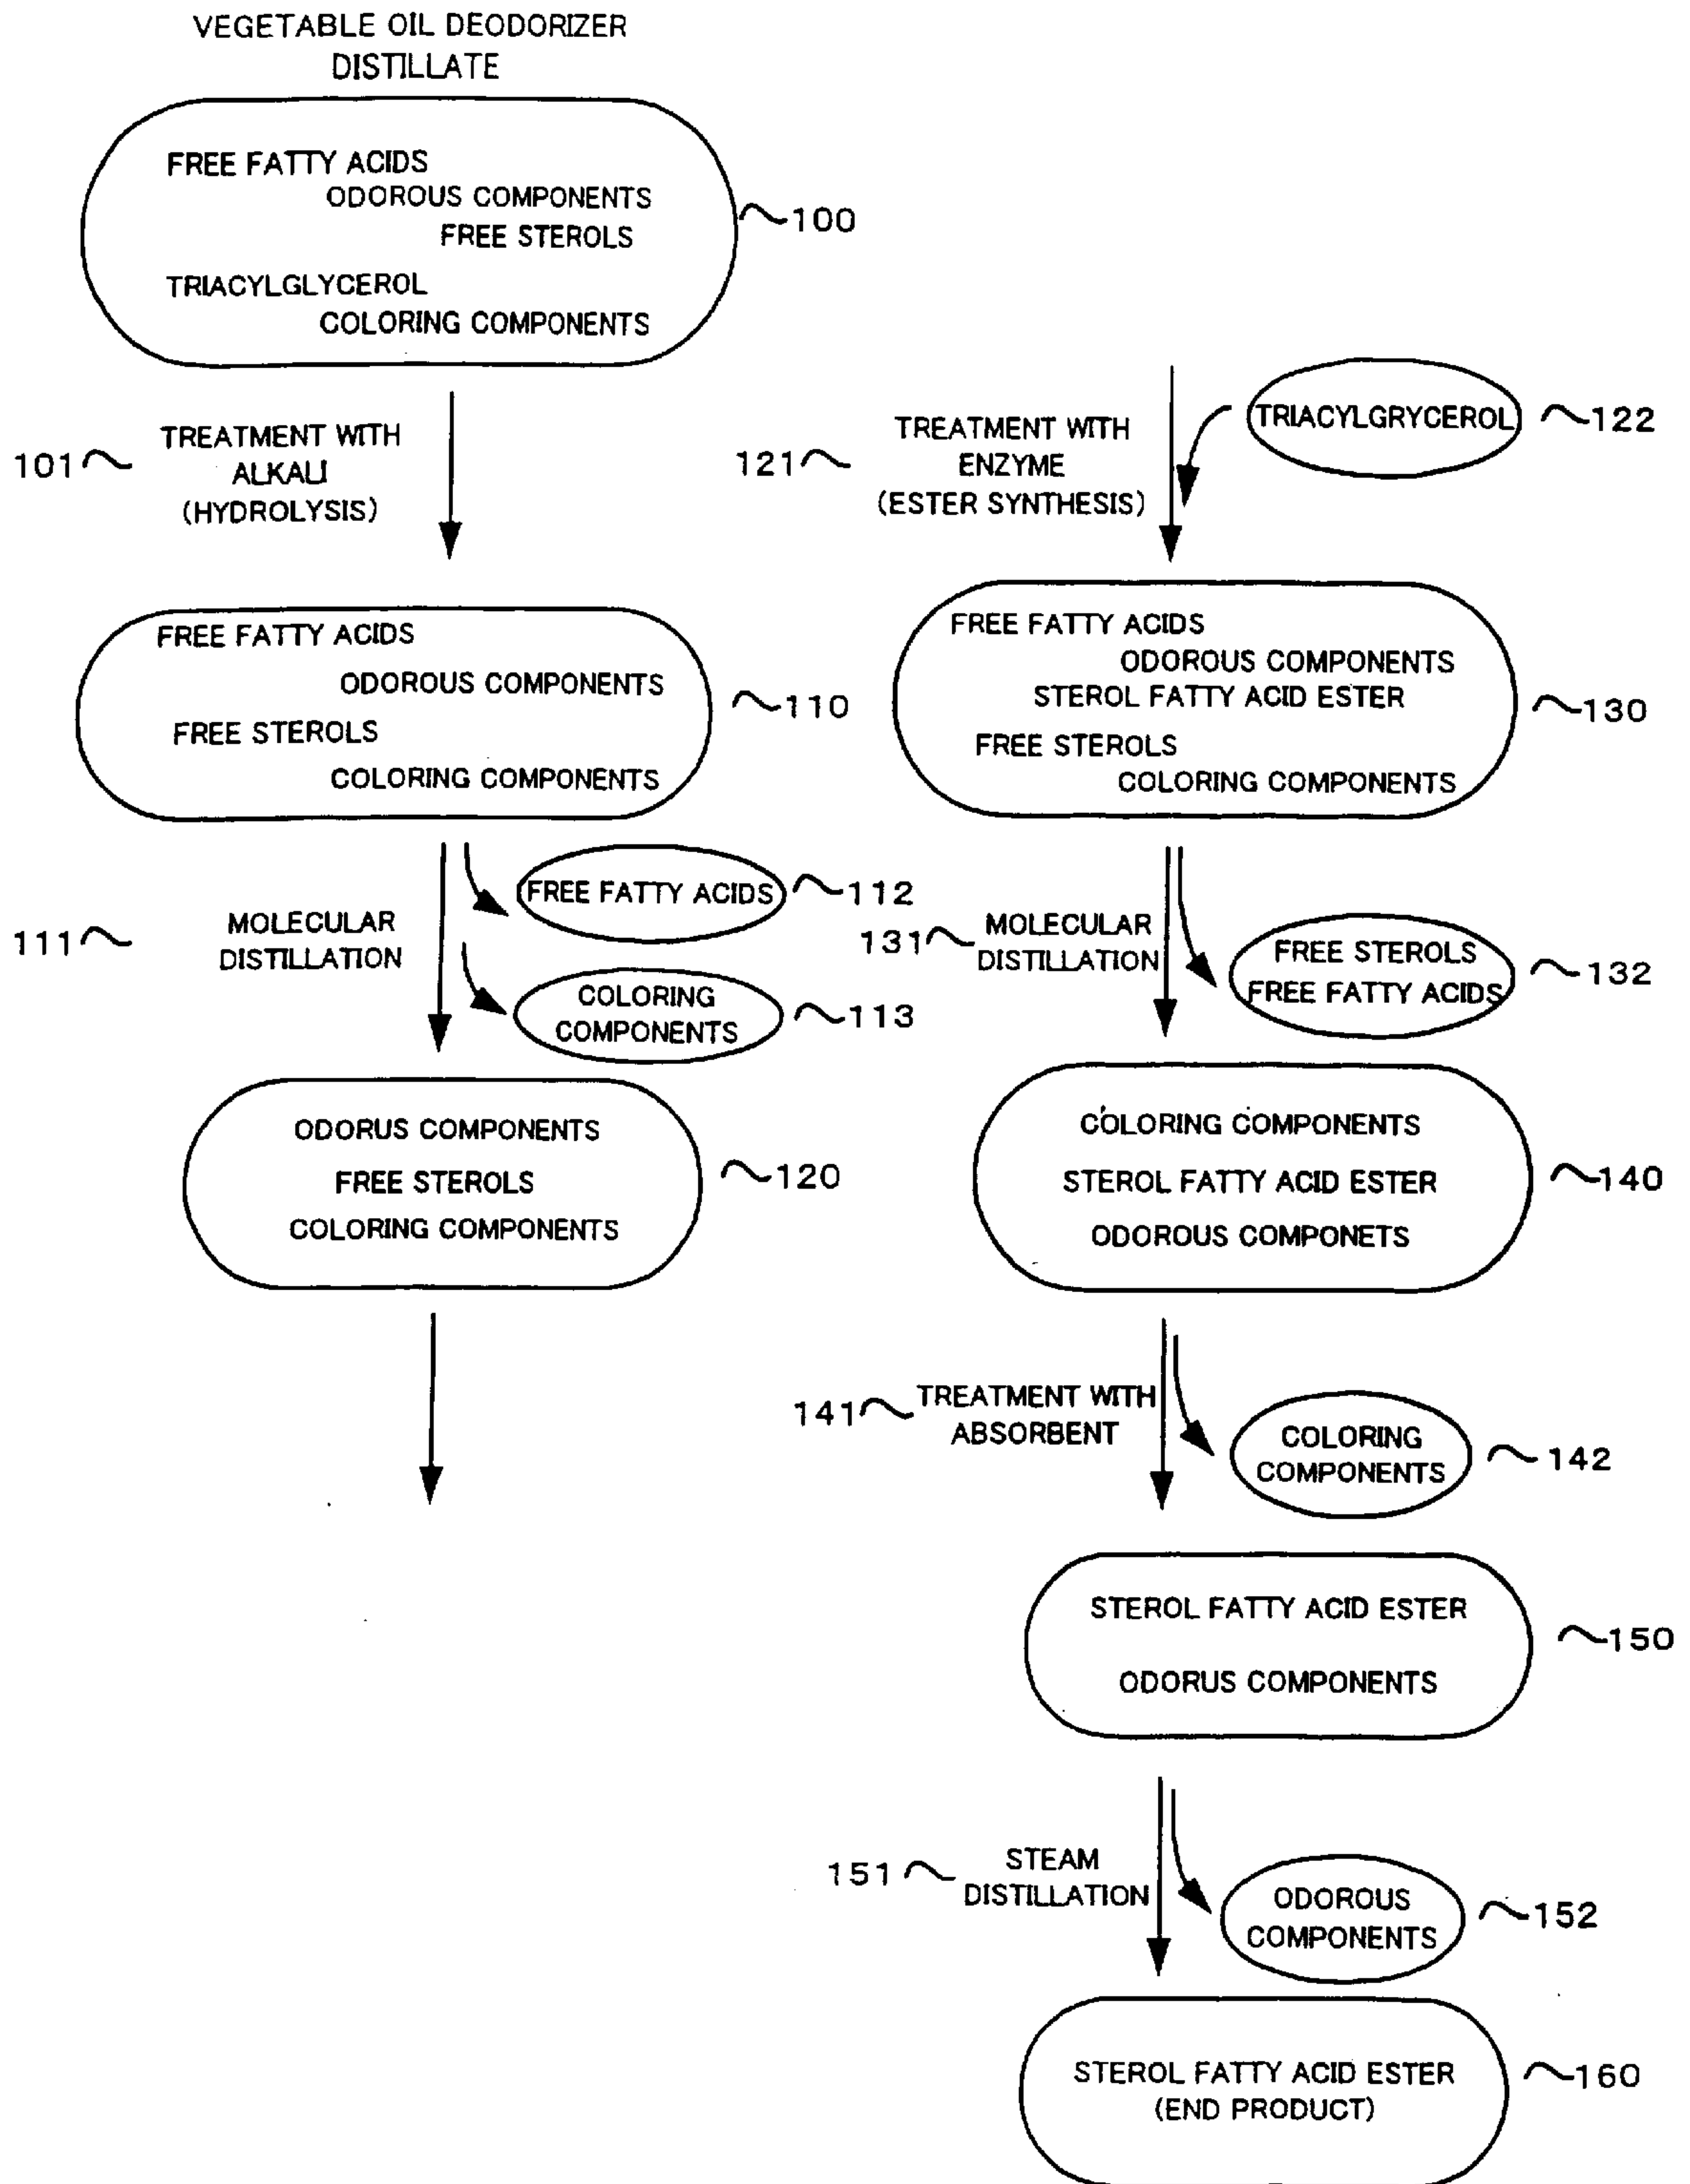 VEGETABLE OIL DEODORIZER
DISTILLATE
FREE FATTY ACIDS
ODOROUS COMPONENTS
FREE STEROLS
TRIACYLGLYCEROL
COLORING COMPONENTS
100
101
TREATMENT WITH
ALKALI
(HYDROLYSIS)
FREE FATTY ACIDS
ODOROUS COMPONENTS
FREE STEROLS
COLORING COMPONENTS
110
111
MOLECULAR
DISTILLATION
FREE FATTY ACIDS
112
COLORING
COMPONENTS
113
ODORUS COMPONENTS
FREE STEROLS
COLORING COMPONENTS
120
121
TREATMENT WITH
ENZYME
(ESTER SYNTHESIS)
TRIACYLGRYCEROL
122
FREE FATTY ACIDS
ODOROUS COMPONENTS
STEROL FATTY ACID ESTER
FREE STEROLS
COLORING COMPONENTS
130
131
MOLECULAR
DISTILLATION
FREE STEROLS
FREE FATTY ACIDS
132
COLORING COMPONENTS
STEROL FATTY ACID ESTER
ODOROUS COMPONETS
140
141
TREATMENT WITH
ABSORBENT
COLORING
COMPONENTS
142
STEROL FATTY ACID ESTER
ODORUS COMPONENTS
150
151
STEAM
DISTILLATION
ODOROUS
COMPONENTS
152
STEROL FATTY ACID ESTER
(END PRODUCT)
160